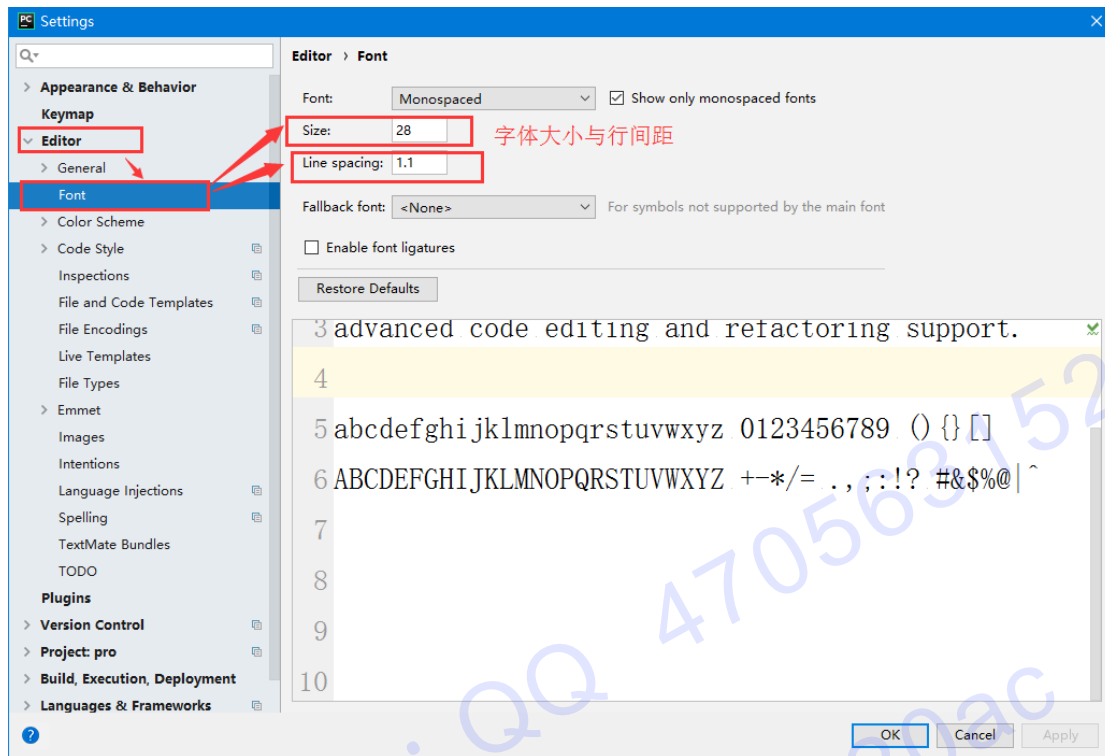 PC Settings
Editor › Font
Appearance & Behavior
Keymap
Editor
General
Font
Color Scheme
Code Style
Inspections
File and Code Templates
File Encodings
Live Templates
File Types
Emmet
Images
Intentions
Language Injections
Spelling
TextMate Bundles
TODO
Plugins
Version Control
Project: pro
Build, Execution, Deployment
Languages & Frameworks
Font: Monospaced Show only monospaced fonts
Size: 28 字体大小与行间距
Line spacing: 1.1
Fallback font: <None> For symbols not supported by the main font
Enable font ligatures
Restore Defaults
3 advanced code editing and refactoring support.
4
5 abcdefghijklmnopqrstuvwxyz 0123456789 (){}[]
6 ABCDEFGHIJKLMNOPQRSTUVWXYZ +-*/= .,;:!? #&$%@|^
7
8
9
10
QQ 470563152
?
OK Cancel Apply